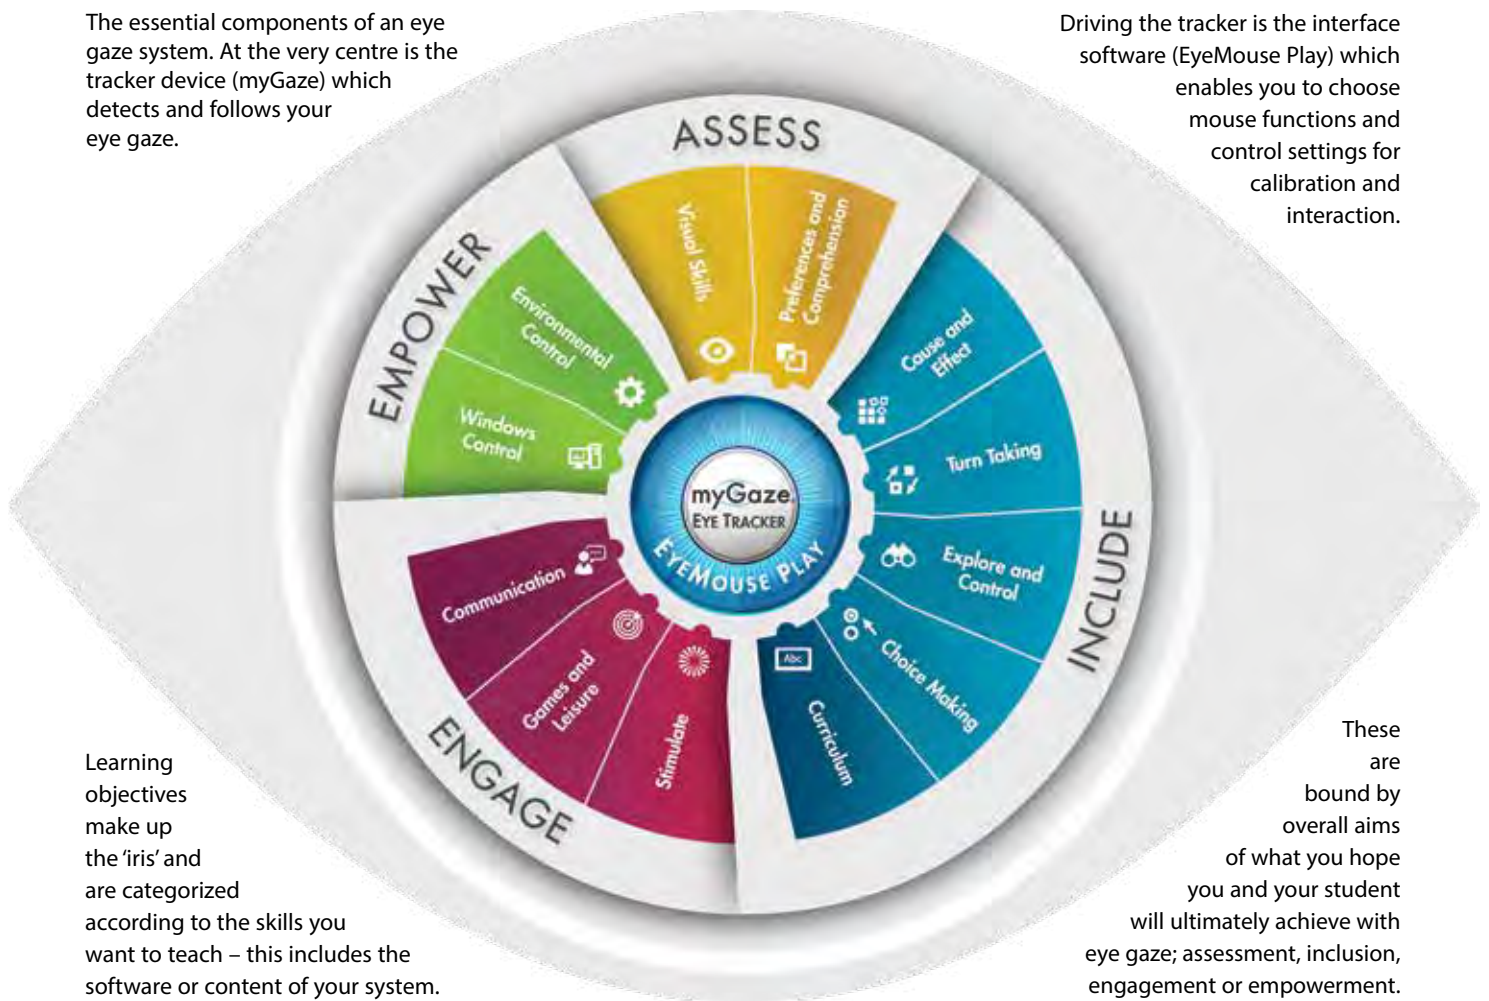 The essential components of an eye
gaze system. At the very centre is the
tracker device (myGaze) which
detects and follows your
eye gaze.
Driving the tracker is the interface
software (EyeMouse Play) which
enables you to choose
mouse functions and
control settings for
calibration and
interaction.
ASSESS
Visual Skills
Preferences and
Comprehension
INCLUDE
Cause and
Effect
Turn Taking
Explore and
Control
Choice Making
Abc
Curriculum
ENGAGE
Stimulate
Games and
Leisure
Communication
EMPOWER
Windows
Control
Environmental
Control
myGaze
EYE TRACKER
EYEMOUSE PLAY
Learning
objectives
make up
the ‘iris’ and
are categorized
according to the skills you
want to teach – this includes the
software or content of your system.
These
are
bound by
overall aims
of what you hope
you and your student
will ultimately achieve with
eye gaze; assessment, inclusion,
engagement or empowerment.